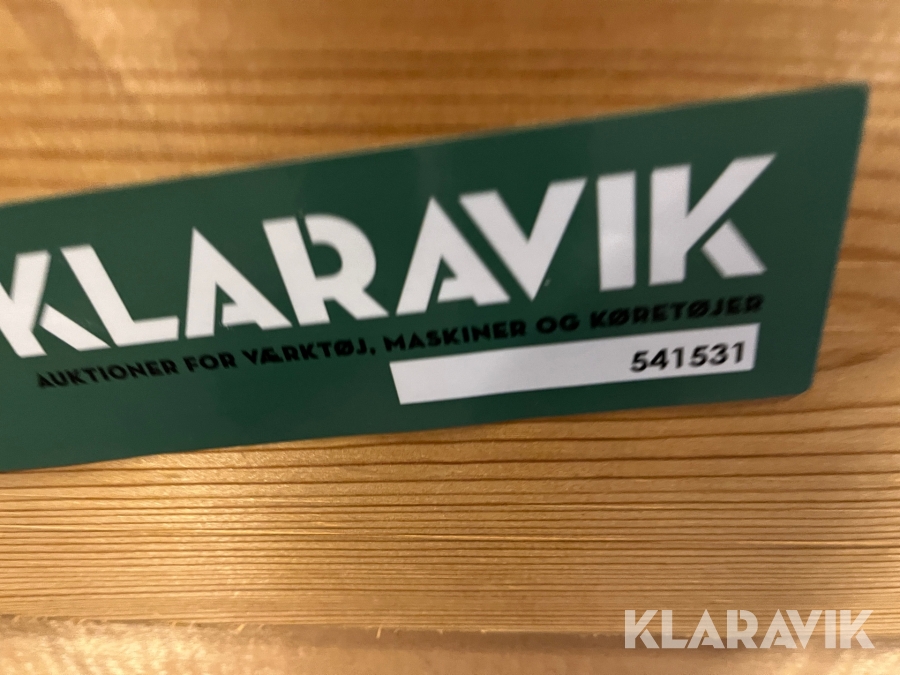 KLARAVIK
AUKTIONER FOR VÆRKTØJ, MASKINER OG KØRETØJER
541531
KLARAVIK